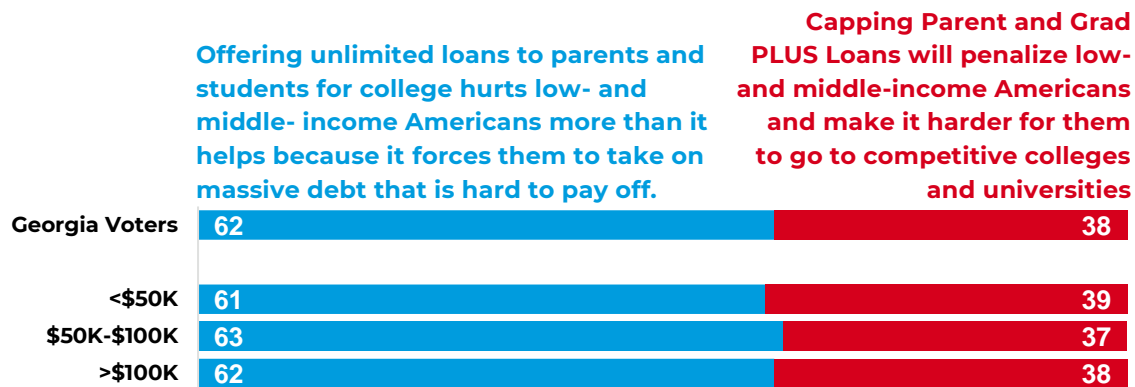 Offering unlimited loans to parents and
students for college hurts low- and
middle- income Americans more than it
helps because it forces them to take on
massive debt that is hard to pay off.
Capping Parent and Grad
PLUS Loans will penalize low-
and middle-income Americans
and make it harder for them
to go to competitive colleges
and universities
Georgia Voters 62 38
<$50K 61 39
$50K-$100K 63 37
>$100K 62 38